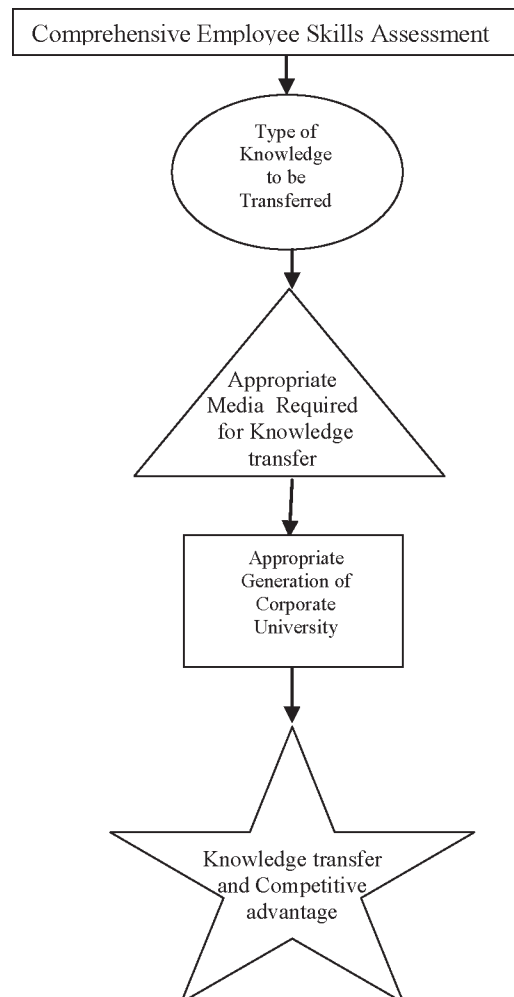 Comprehensive Employee Skills Assessment
Type of
Knowledge
to be
Transferred
Appropriate
Media Required
for Knowledge
transfer
Appropriate
Generation of
Corporate
University
Knowledge transfer
and Competitive
advantage